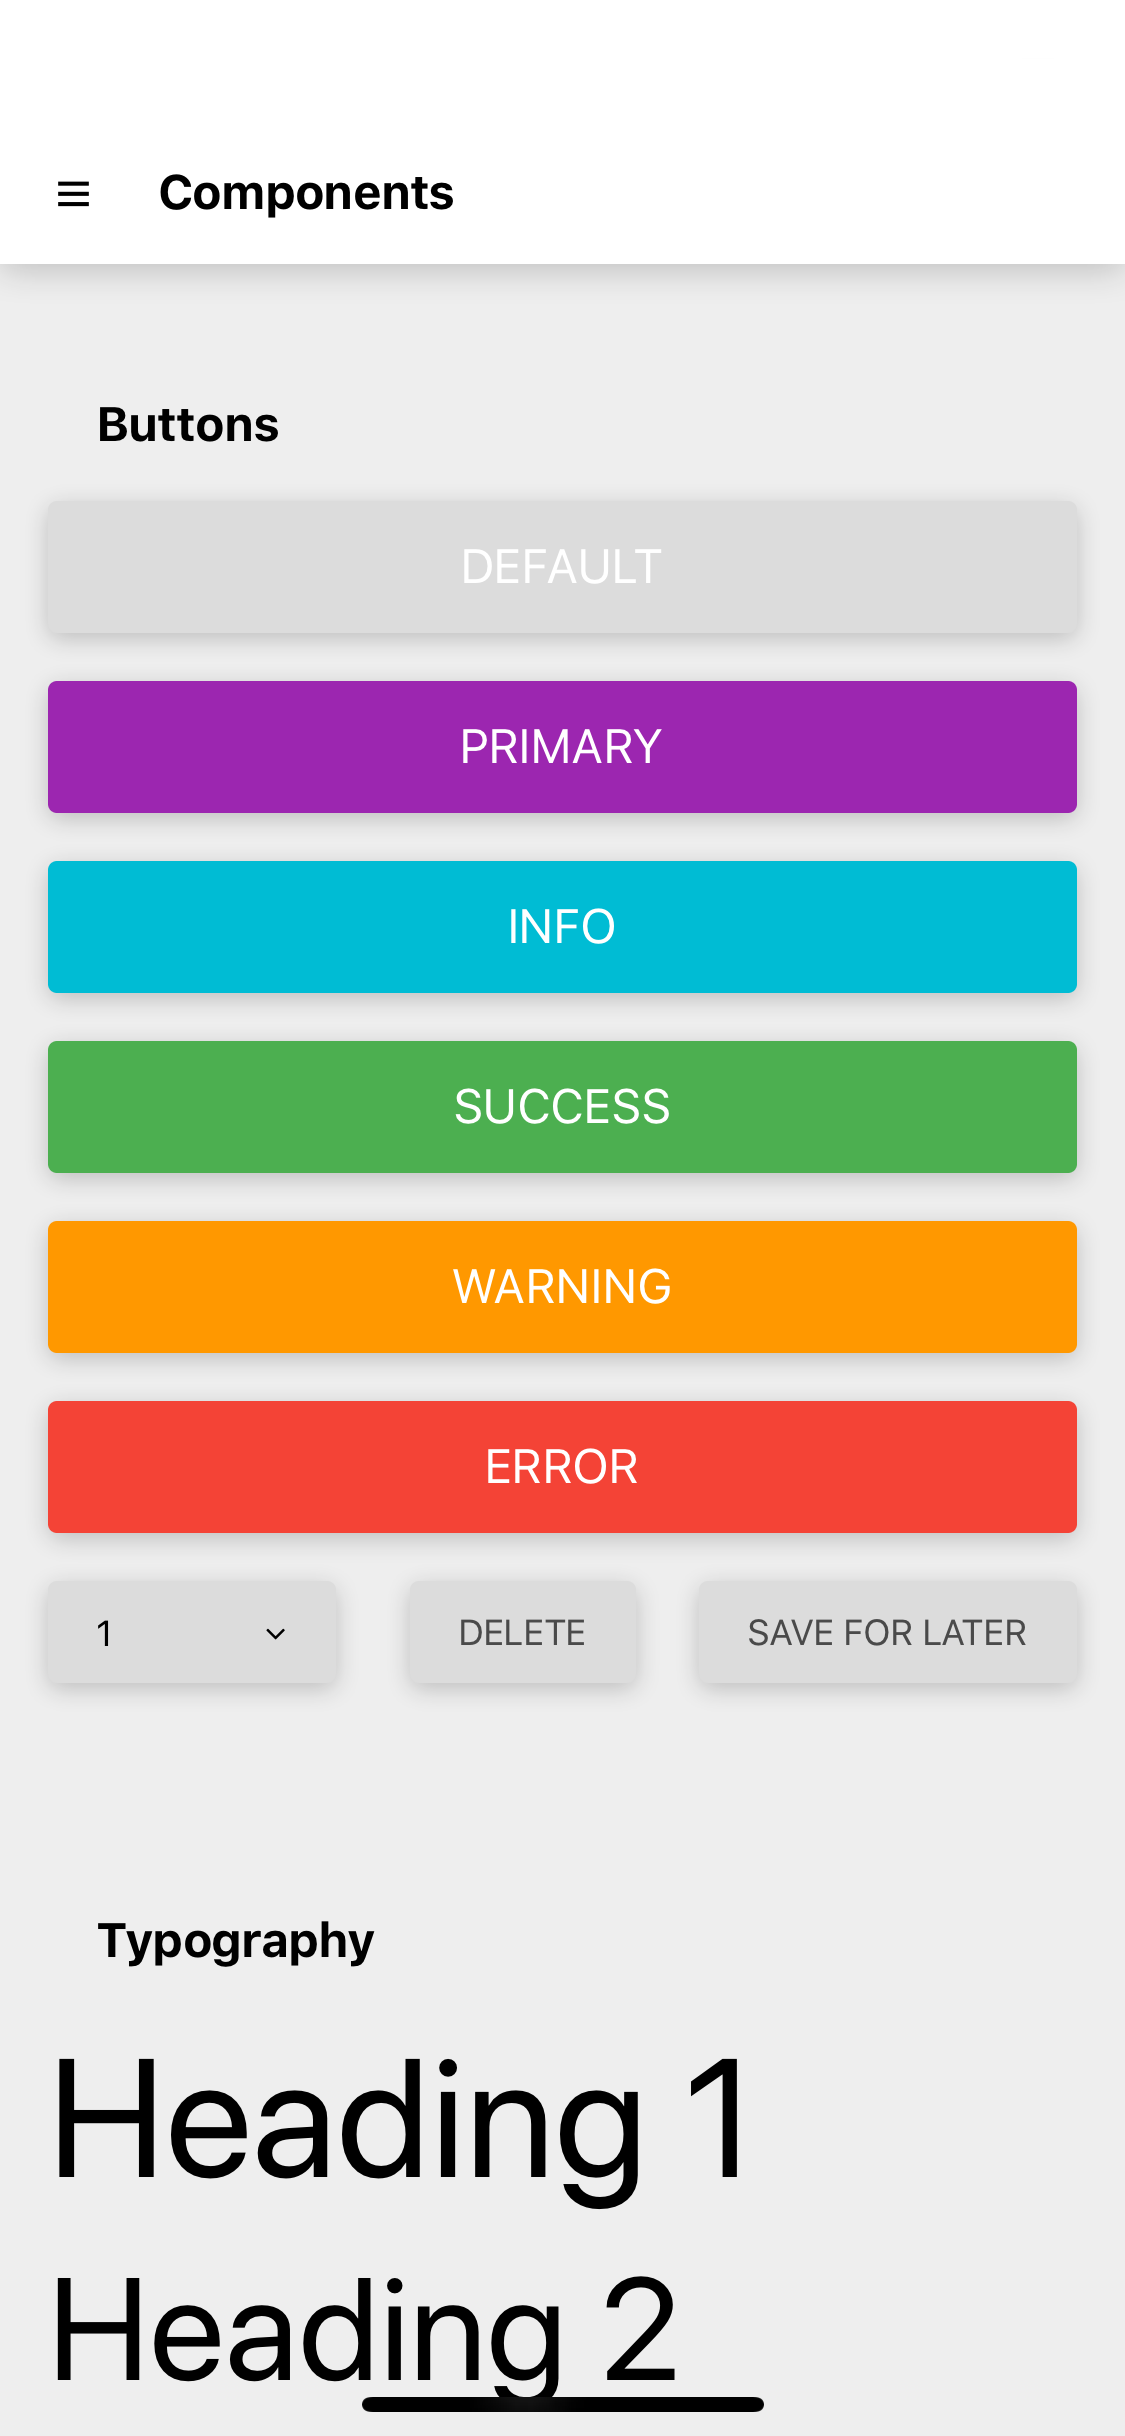 Components
Buttons
DEFAULT
PRIMARY
INFO
SUCCESS
WARNING
ERROR
1 DELETE SAVE FOR LATER
Typography
Heading 1
Heading 2